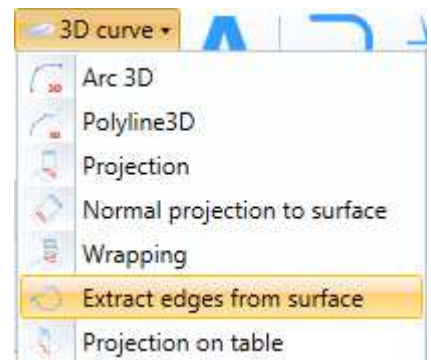 3D curve
Arc 3D
Polyline3D
Projection
Normal projection to surface
Wrapping
Extract edges from surface
Projection on table